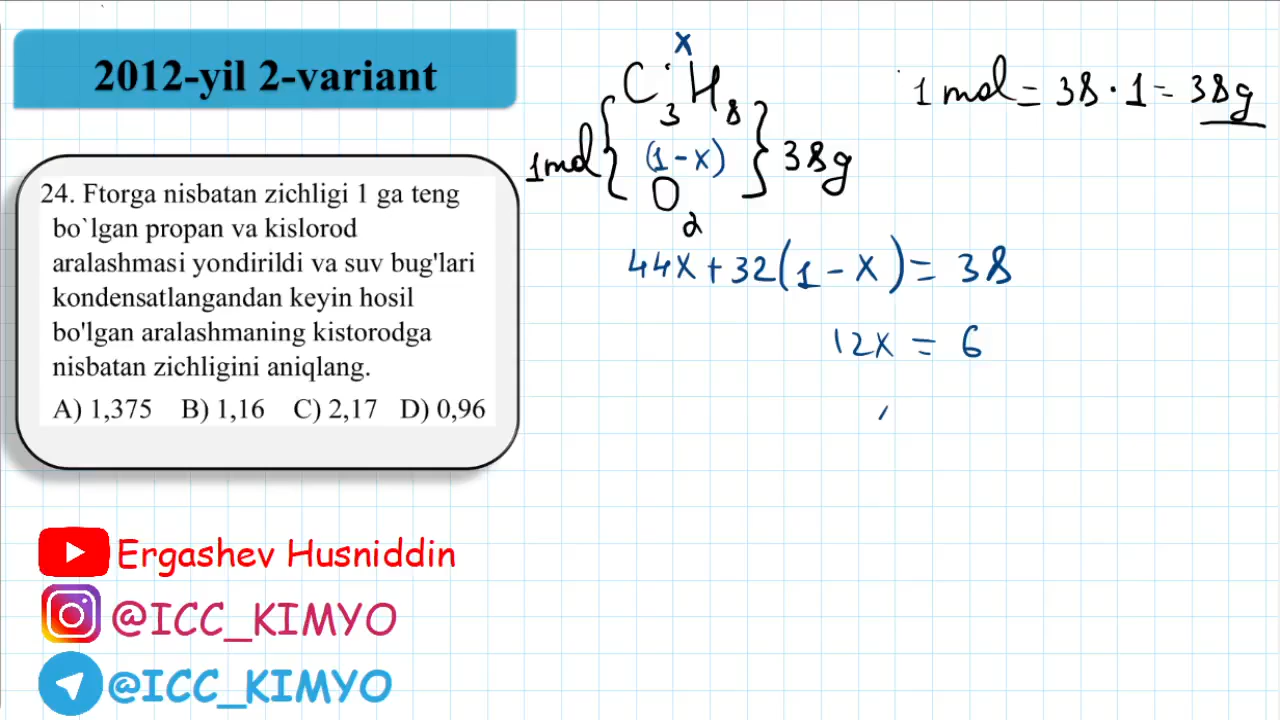 2012-yil 2-variant
24. Ftorga nisbatan zichligi 1 ga teng
bo`lgan propan va kislorod
aralashmasi yondirildi va suv bug'lari
kondensatlangandan keyin hosil
bo'lgan aralashmaning kistorodga
nisbatan zichligini aniqlang.
A) 1,375 B) 1,16 C) 2,17 D) 0,96
x
C₃H₈
1mol { (1-x) } 38g
O₂
1 mol = 38 · 1 = 38g
44x + 32(1 - x) = 38
12x = 6
Ergashev Husniddin
@ICC_KIMYO
@ICC_KIMYO